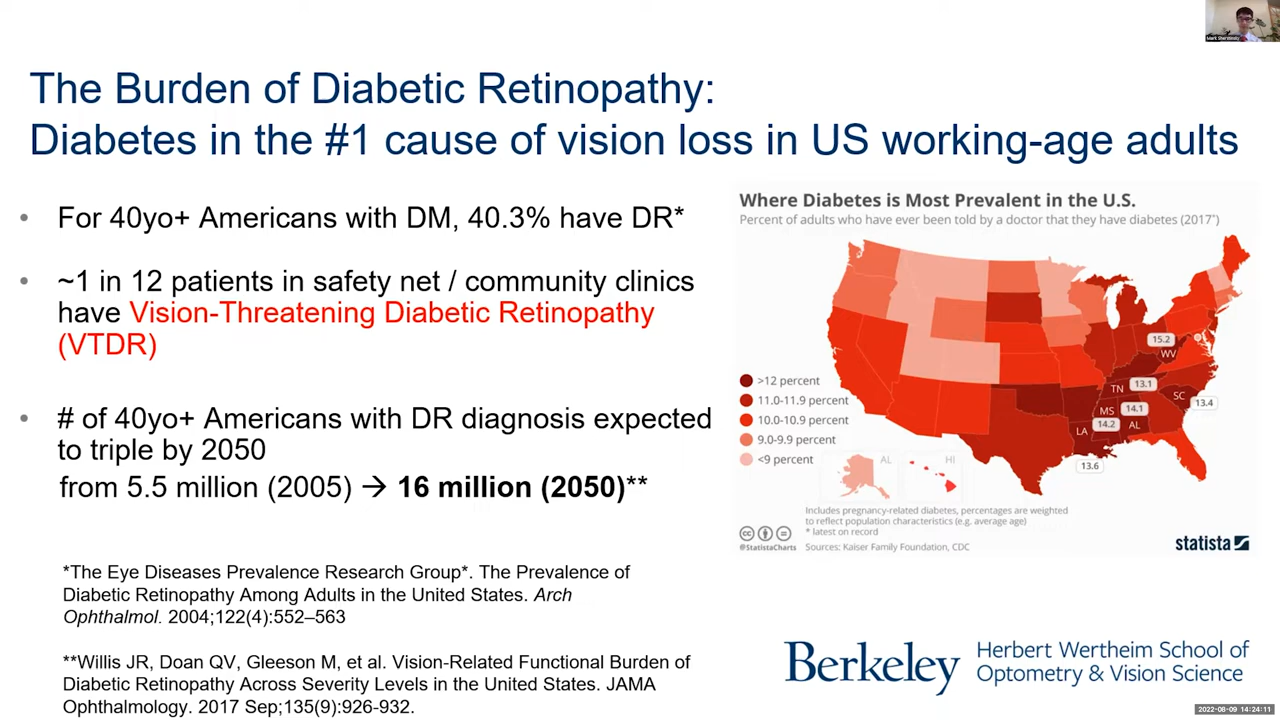 Mark Sherstinsky
The Burden of Diabetic Retinopathy:
Diabetes in the #1 cause of vision loss in US working-age adults
• For 40yo+ Americans with DM, 40.3% have DR*
• ~1 in 12 patients in safety net / community clinics
have Vision-Threatening Diabetic Retinopathy
(VTDR)
• # of 40yo+ Americans with DR diagnosis expected
to triple by 2050
from 5.5 million (2005) → 16 million (2050)**
*The Eye Diseases Prevalence Research Group*. The Prevalence of
Diabetic Retinopathy Among Adults in the United States. Arch
Ophthalmol. 2004;122(4):552–563
**Willis JR, Doan QV, Gleeson M, et al. Vision-Related Functional Burden of
Diabetic Retinopathy Across Severity Levels in the United States. JAMA
Ophthalmology. 2017 Sep;135(9):926-932.
Where Diabetes is Most Prevalent in the U.S.
Percent of adults who have ever been told by a doctor that they have diabetes (2017*)
15.2
WV
TN 13.1
SC
13.4
MS 14.1
LA 14.2 AL
13.6
>12 percent
11.0-11.9 percent
10.0-10.9 percent
9.0-9.9 percent
<9 percent
AL
HI
Includes pregnancy-related diabetes, percentages are weighted
to reflect population characteristics (e.g. average age)
* latest on record
@StatistaCharts Sources: Kaiser Family Foundation, CDC
statista
Berkeley
Herbert Wertheim School of
Optometry & Vision Science
2022-08-09 14:24:11